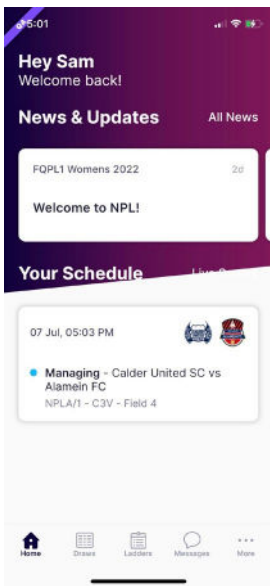 5:01
Hey Sam
Welcome back!
News & Updates All News
FQPL1 Womens 2022 2d
Welcome to NPL!
Your Schedule
07 Jul, 05:03 PM
Managing - Calder United SC vs
Alamein FC
NPLA/1 - C3V - Field 4
Home Draws Ladders Messages More